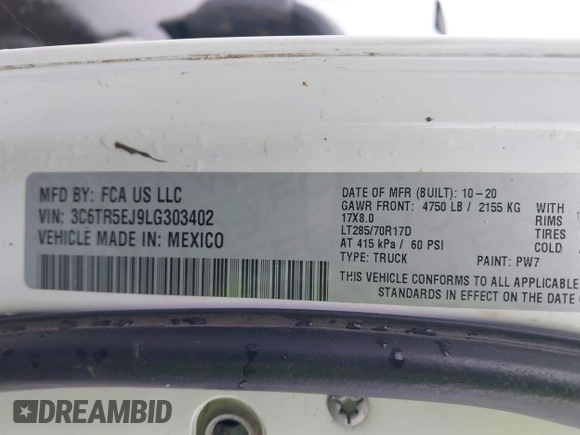 MFD BY: FCA US LLC
VIN: 3C6TR5EJ9LG303402
VEHICLE MADE IN: MEXICO
DATE OF MFR (BUILT): 10-20
GAWR FRONT: 4750 LB / 2155 KG
17X8.0 RIMS
LT285/70R17D TIRES
AT 415 kPa / 60 PSI COLD
TYPE: TRUCK PAINT: PW7
THIS VEHICLE CONFORMS TO ALL APPLICABLE
STANDARDS IN EFFECT ON THE DATE
DREAMBID